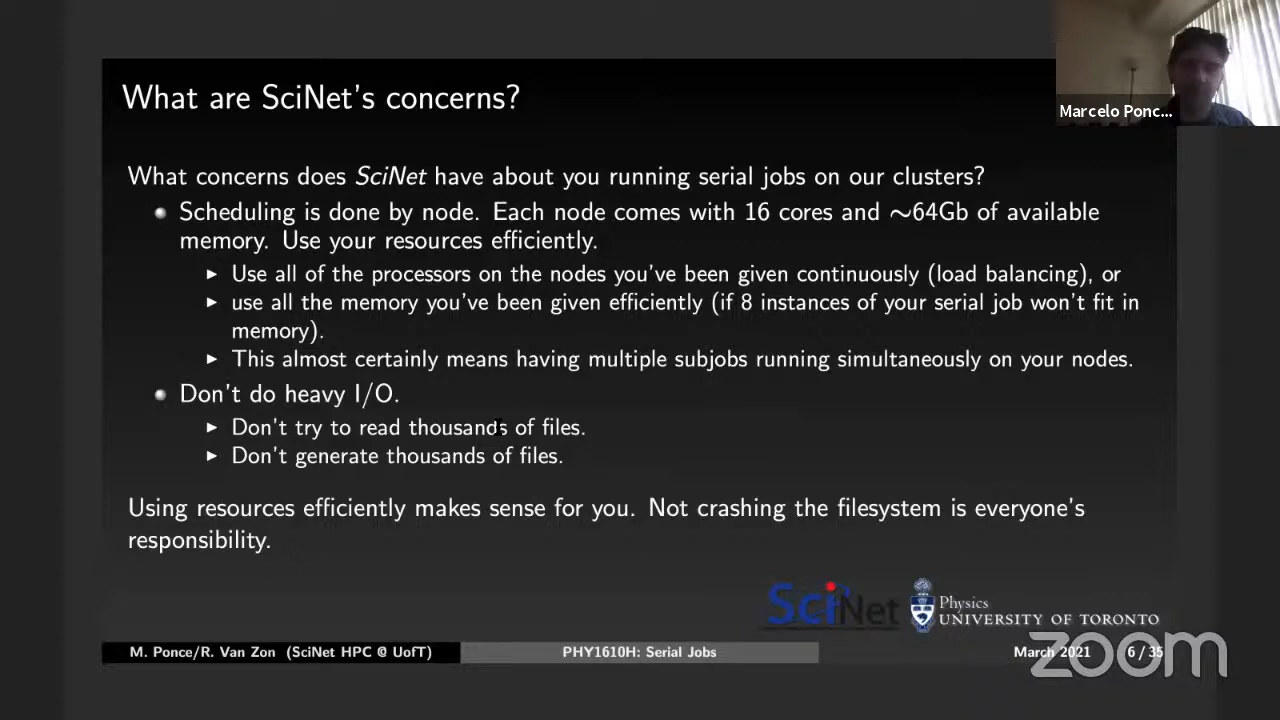 What are SciNet's concerns?
Marcelo Ponc...
What concerns does SciNet have about you running serial jobs on our clusters?
Scheduling is done by node. Each node comes with 16 cores and ~64Gb of available
memory. Use your resources efficiently.
Use all of the processors on the nodes you've been given continuously (load balancing), or
use all the memory you've been given efficiently (if 8 instances of your serial job won't fit in
memory).
This almost certainly means having multiple subjobs running simultaneously on your nodes.
Don't do heavy I/O.
Don't try to read thousands of files.
Don't generate thousands of files.
Using resources efficiently makes sense for you. Not crashing the filesystem is everyone's
responsibility.
SciNet
Physics
UNIVERSITY OF TORONTO
M. Ponce/R. Van Zon (SciNet HPC @ UofT)
PHY1610H: Serial Jobs
March 2021
6 / 35
zoom